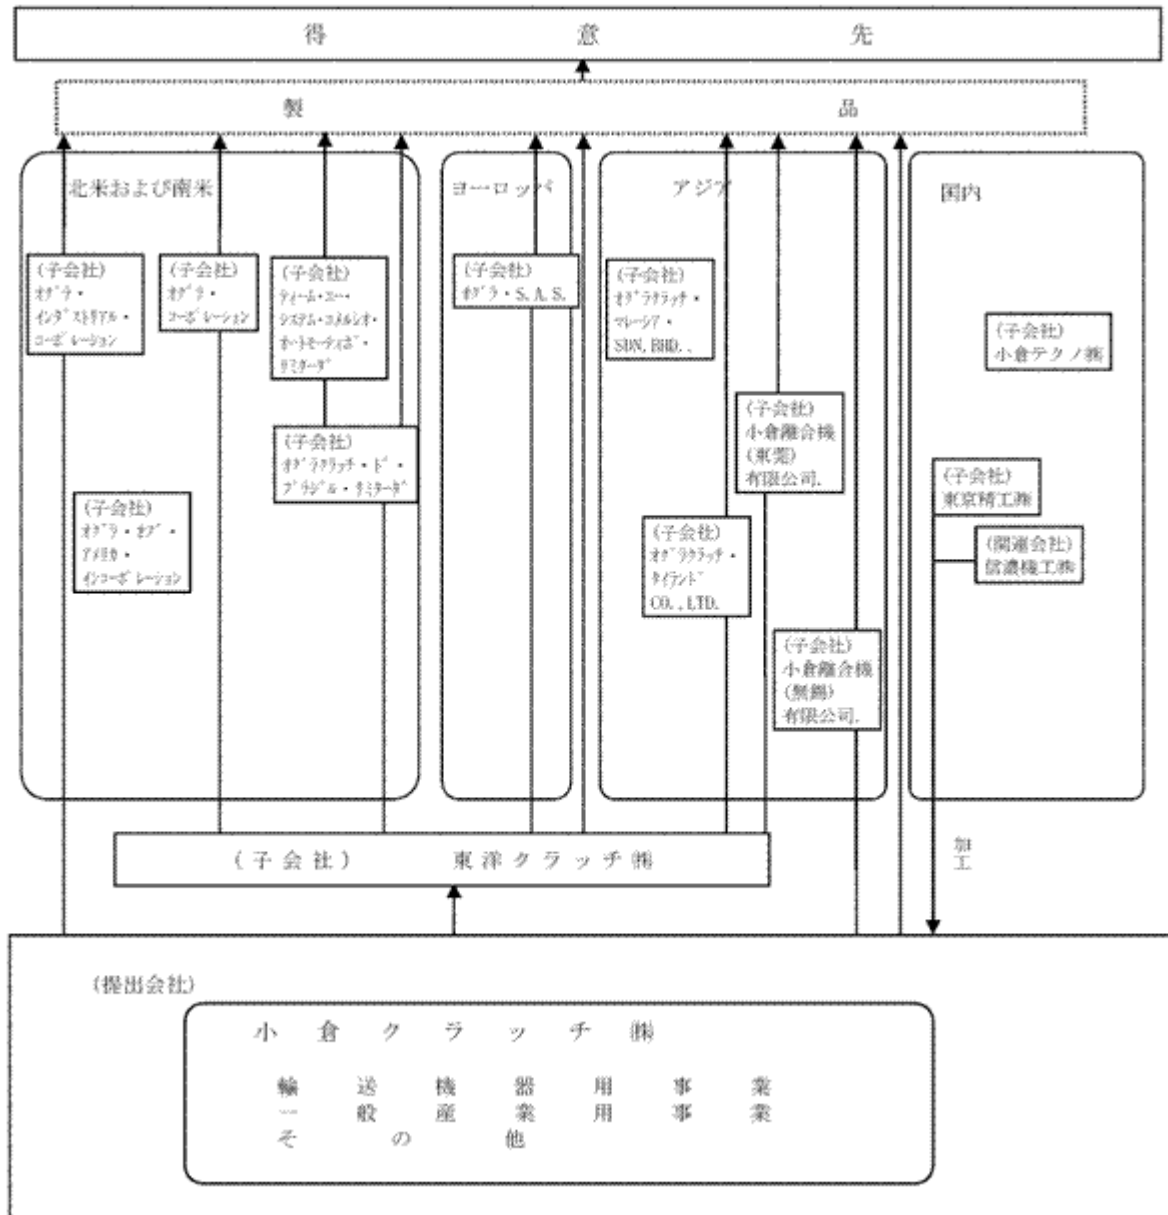 得意先
製品
北米および南米
ヨーロッパ
アジア
国内
(子会社)
オグラ・
インダストリアル・
コーポレーション
(子会社)
オグラ・
コーポレーション
(子会社)
ティーム・エー・
システム・コメルシオ・
オートモーティボ・
リミターダ
(子会社)
オグラクラッチ・ド・
ブラジル・リミターダ
(子会社)
オグラ・オブ・
アメリカ・
インコーポレーション
(子会社)
オグラ・S.A.S.
(子会社)
オグラクラッチ・
マレーシア・
SDN.BHD.,
(子会社)
小倉離合機
(東莞)
有限公司.
(子会社)
オグラクラッチ・
タイランド
CO.,LTD.
(子会社)
小倉離合機
(無錫)
有限公司.
(子会社)
小倉テクノ㈱
(子会社)
東京精工㈱
(関連会社)
信濃機工㈱
加工
(子会社) 東洋クラッチ㈱
(提出会社)
小倉クラッチ㈱
輸送機器用事業
一般産業用事業
その他